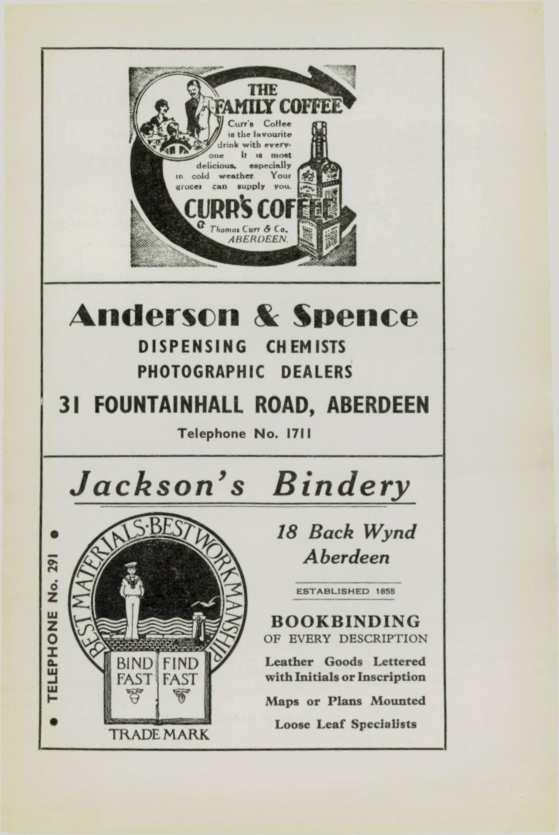 THE
FAMILY COFFEE
Curr's Coffee
is the favourite
drink with every-
one It is most
delicious, especially
in cold weather Your
grocer can supply you.
CURR'S COFFEE
Thomas Curr & Co.,
ABERDEEN.
Anderson & Spence
DISPENSING CHEMISTS
PHOTOGRAPHIC DEALERS
31 FOUNTAINHALL ROAD, ABERDEEN
Telephone No. 1711
Jackson's Bindery
TELEPHONE No. 291
BEST MATERIALS·BEST WORKMANSHIP
BIND FIND
FAST FAST
TRADE MARK
18 Back Wynd
Aberdeen
ESTABLISHED 1855
BOOKBINDING
OF EVERY DESCRIPTION
Leather Goods Lettered
with Initials or Inscription
Maps or Plans Mounted
Loose Leaf Specialists